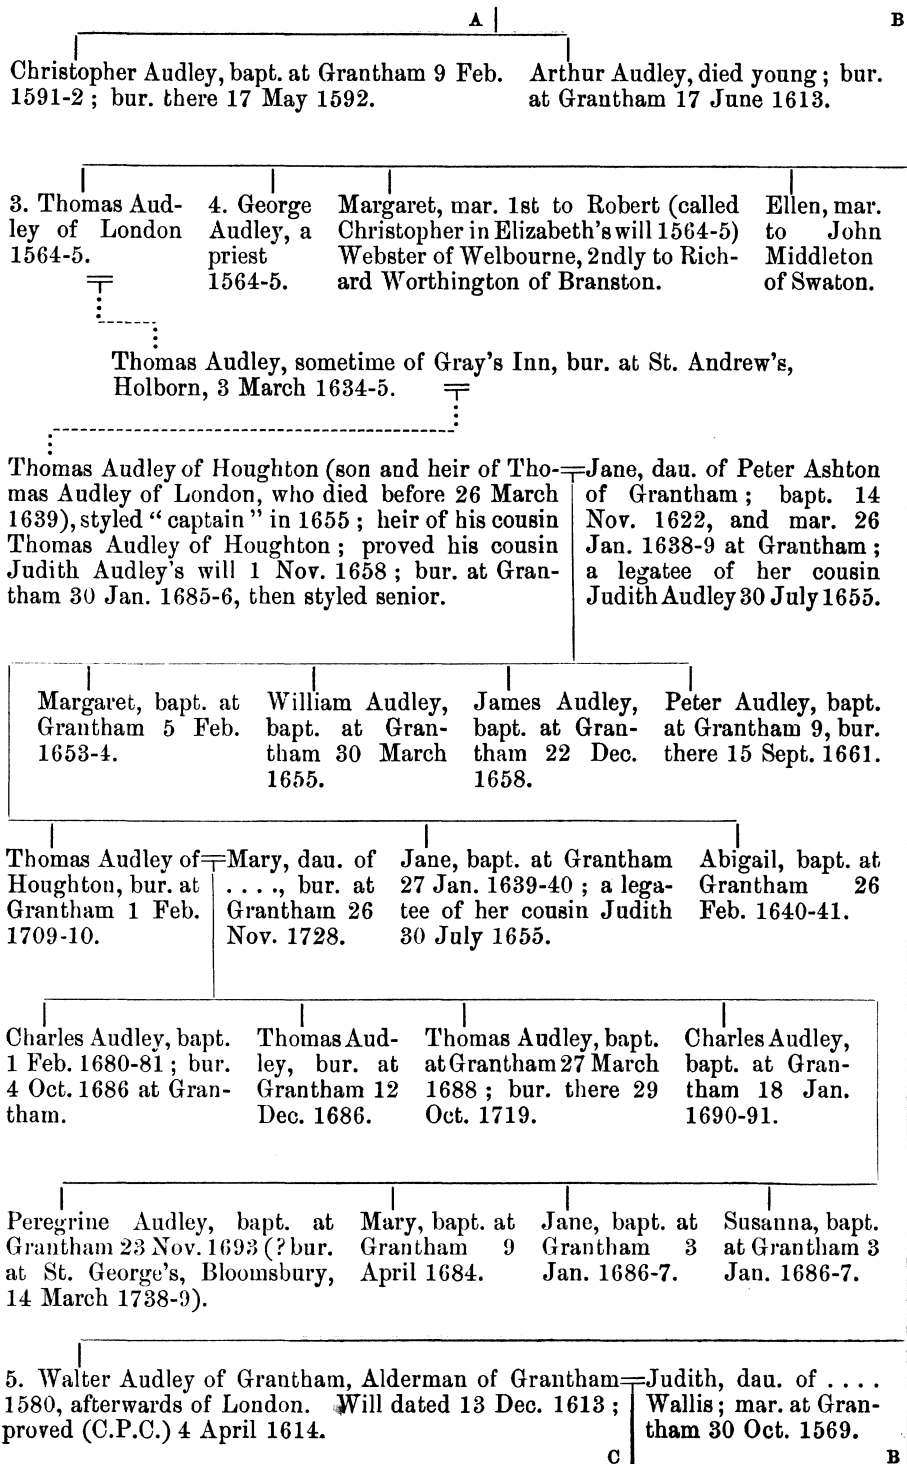 A B
Christopher Audley, bapt. at Grantham 9 Feb.
1591-2 ; bur. there 17 May 1592.
Arthur Audley, died young ; bur.
at Grantham 17 June 1613.
3. Thomas Aud-
ley of London
1564-5.
4. George
Audley, a
priest
1564-5.
Margaret, mar. 1st to Robert (called
Christopher in Elizabeth's will 1564-5)
Webster of Welbourne, 2ndly to Rich-
ard Worthington of Branston.
Ellen, mar.
to John
Middleton
of Swaton.
Thomas Audley, sometime of Gray's Inn, bur. at St. Andrew's,
Holborn, 3 March 1634-5.
Thomas Audley of Houghton (son and heir of Tho-
mas Audley of London, who died before 26 March
1639), styled “ captain ” in 1655 ; heir of his cousin
Thomas Audley of Houghton ; proved his cousin
Judith Audley's will 1 Nov. 1658 ; bur. at Gran-
tham 30 Jan. 1685-6, then styled senior.
Jane, dau. of Peter Ashton
of Grantham ; bapt. 14
Nov. 1622, and mar. 26
Jan. 1638-9 at Grantham ;
a legatee of her cousin
Judith Audley 30 July 1655.
Margaret, bapt. at
Grantham 5 Feb.
1653-4.
William Audley,
bapt. at Gran-
tham 30 March
1655.
James Audley,
bapt. at Gran-
tham 22 Dec.
1658.
Peter Audley, bapt.
at Grantham 9, bur.
there 15 Sept. 1661.
Thomas Audley of
Houghton, bur. at
Grantham 1 Feb.
1709-10.
Mary, dau. of
. . . ., bur. at
Grantham 26
Nov. 1728.
Jane, bapt. at Grantham
27 Jan. 1639-40 ; a lega-
tee of her cousin Judith
30 July 1655.
Abigail, bapt. at
Grantham 26
Feb. 1640-41.
Charles Audley, bapt.
1 Feb. 1680-81 ; bur.
4 Oct. 1686 at Gran-
tham.
Thomas Aud-
ley, bur. at
Grantham 12
Dec. 1686.
Thomas Audley, bapt.
at Grantham 27 March
1688 ; bur. there 29
Oct. 1719.
Charles Audley,
bapt. at Gran-
tham 18 Jan.
1690-91.
Peregrine Audley, bapt. at
Grantham 23 Nov. 1693 (? bur.
at St. George's, Bloomsbury,
14 March 1738-9).
Mary, bapt. at
Grantham 9
April 1684.
Jane, bapt. at
Grantham 3
Jan. 1686-7.
Susanna, bapt.
at Grantham 3
Jan. 1686-7.
5. Walter Audley of Grantham, Alderman of Grantham
1580, afterwards of London. Will dated 13 Dec. 1613 ;
proved (C.P.C.) 4 April 1614.
Judith, dau. of . . . .
Wallis ; mar. at Gran-
tham 30 Oct. 1569.
C B